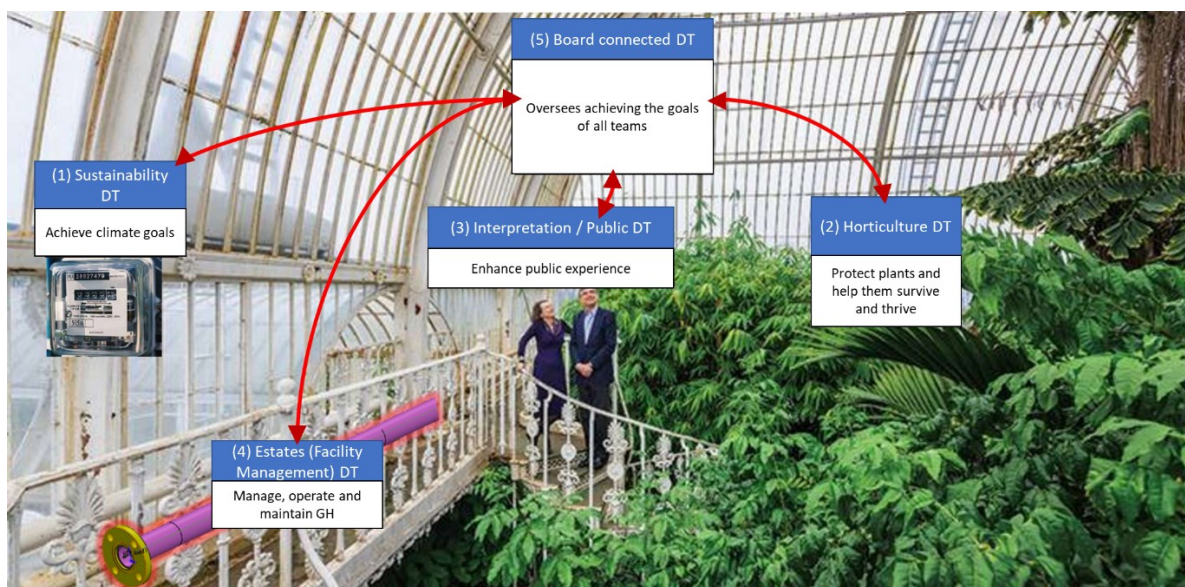 (5) Board connected DT
Oversees achieving the goals
of all teams
(1) Sustainability
DT
Achieve climate goals
(3) Interpretation / Public DT
Enhance public experience
(2) Horticulture DT
Protect plants and
help them survive
and thrive
(4) Estates (Facility
Management) DT
Manage, operate and
maintain GH